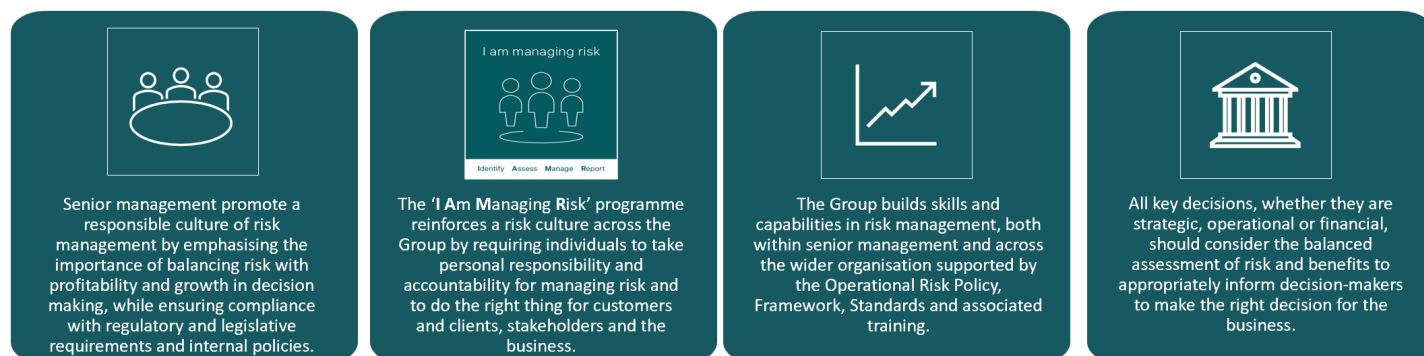 Senior management promote a
responsible culture of risk
management by emphasising the
importance of balancing risk with
profitability and growth in decision
making, while ensuring compliance
with regulatory and legislative
requirements and internal policies.
I am managing risk
Identify Assess Manage Report
The ‘I Am Managing Risk’ programme
reinforces a risk culture across the
Group by requiring individuals to take
personal responsibility and
accountability for managing risk and
to do the right thing for customers
and clients, stakeholders and the
business.
The Group builds skills and
capabilities in risk management, both
within senior management and across
the wider organisation supported by
the Operational Risk Policy,
Framework, Standards and associated
training.
All key decisions, whether they are
strategic, operational or financial,
should consider the balanced
assessment of risk and benefits to
appropriately inform decision-makers
to make the right decision for the
business.